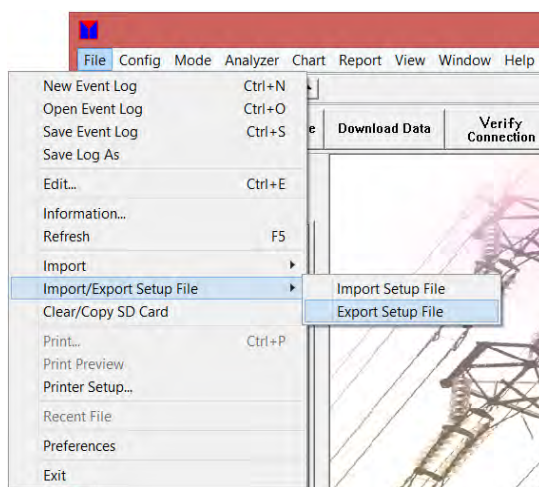 File Config Mode Analyzer Chart Report View Window Help
New Event Log Ctrl+N
Open Event Log Ctrl+O
Save Event Log Ctrl+S
Save Log As
Edit... Ctrl+E
Information...
Refresh F5
Import
Import/Export Setup File
Clear/Copy SD Card
Print... Ctrl+P
Print Preview
Printer Setup...
Recent File
Preferences
Exit
Import Setup File
Export Setup File
e Download Data Verify
Connection